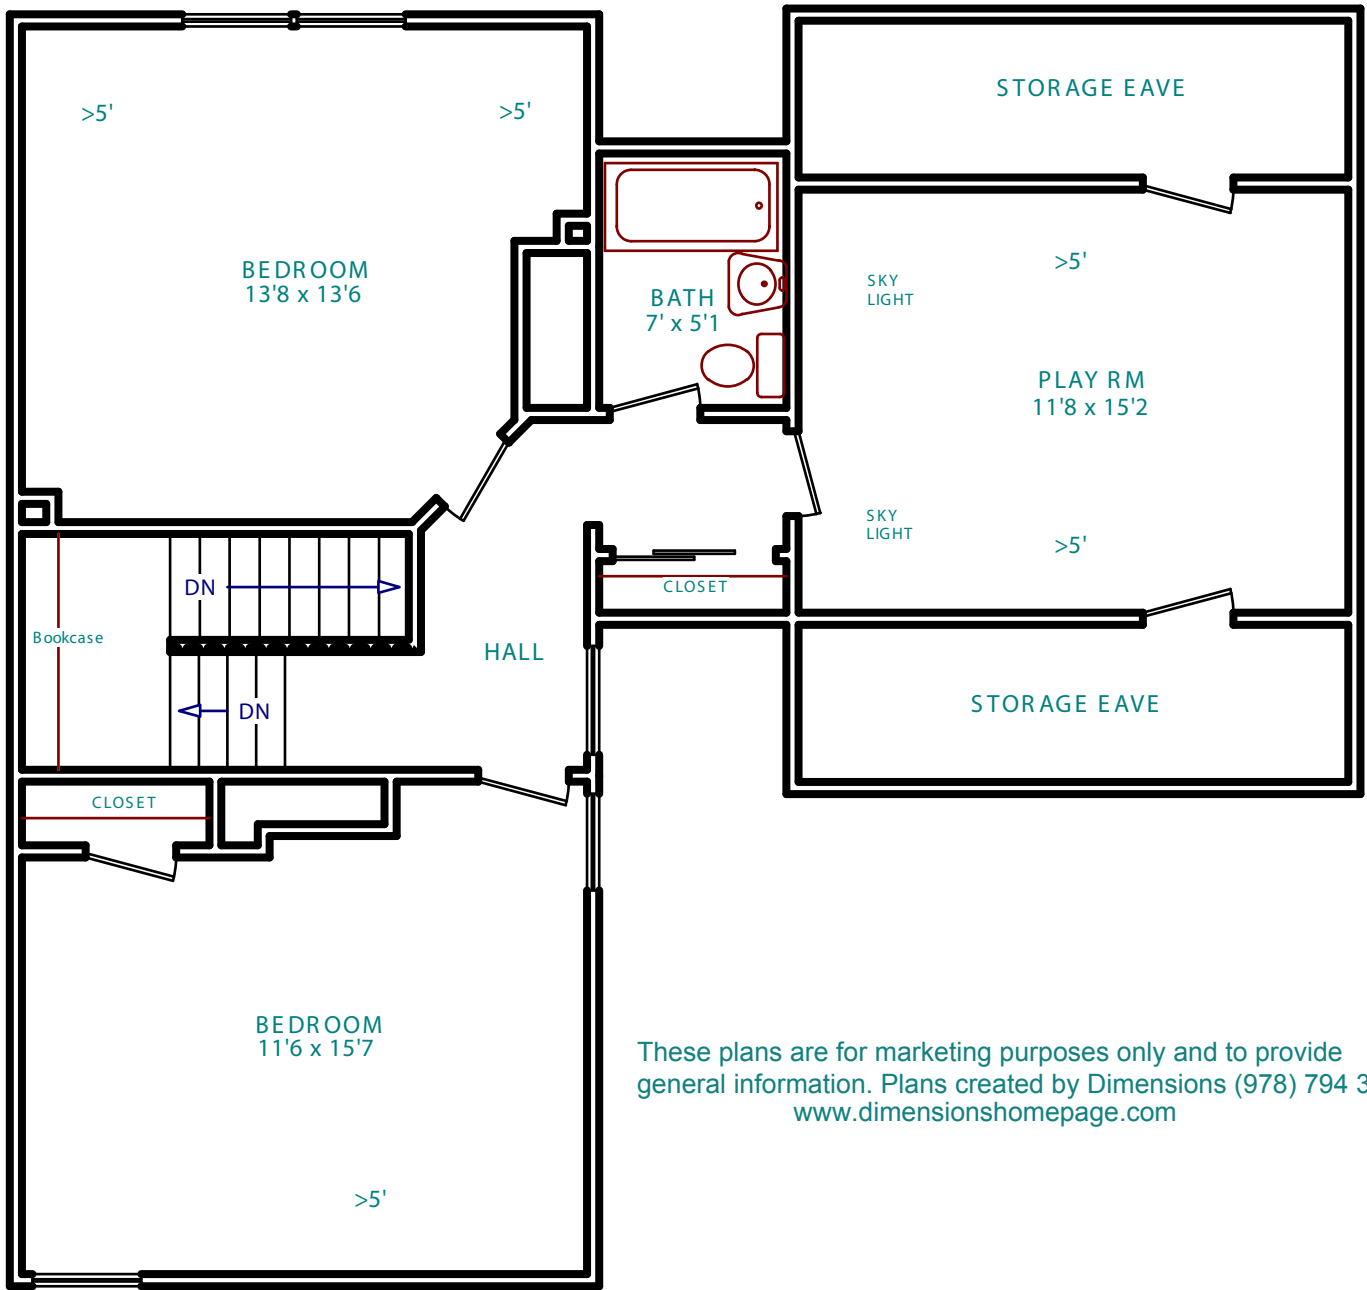 STORAGE EAVE
>5'
>5'
BEDROOM
13'8 x 13'6
BATH
7' x 5'1
SKY
LIGHT
>5'
PLAY RM
11'8 x 15'2
SKY
LIGHT
>5'
DN
CLOSET
Bookcase
HALL
DN
STORAGE EAVE
CLOSET
BEDROOM
11'6 x 15'7
>5'
These plans are for marketing purposes only and to provide
general information. Plans created by Dimensions (978) 794 3
www.dimensionshomepage.com